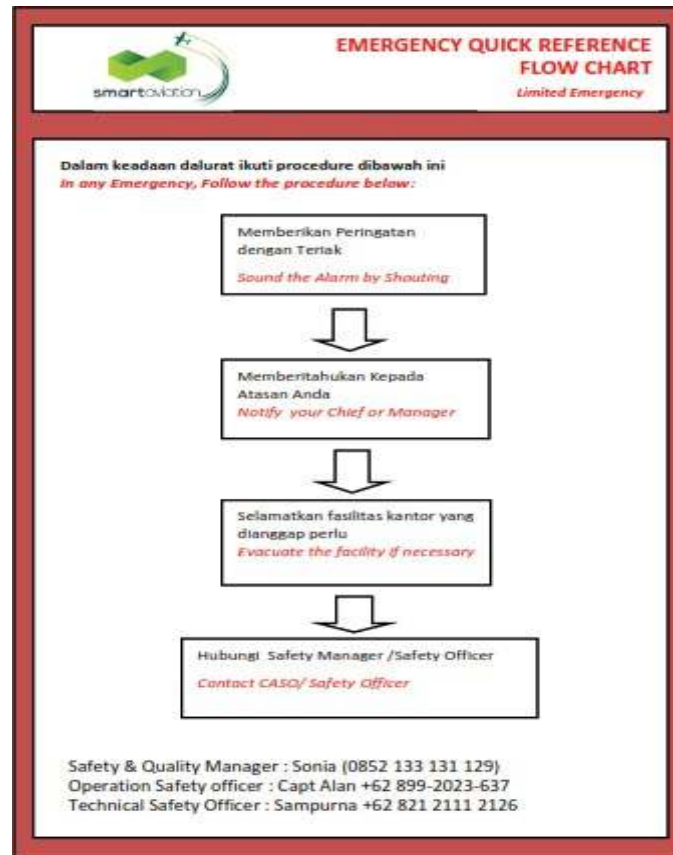 EMERGENCY QUICK REFERENCE
FLOW CHART
Limited Emergency
smartaviation
Dalam keadaan dalurat ikuti procedure dibawah ini
In any Emergency, Follow the procedure below:
Memberikan Peringatan
dengan Teriak
Sound the Alarm by Shouting
Memberitahukan Kepada
Atasan Anda
Notify your Chief or Manager
Selamatkan fasilitas kantor yang
dianggap perlu
Evacuate the facility if necessary
Hubungi Safety Manager /Safety Officer
Contact CASO/ Safety Officer
Safety & Quality Manager : Sonia (0852 133 131 129)
Operation Safety officer : Capt Alan +62 899-2023-637
Technical Safety Officer : Sampurna +62 821 2111 2126